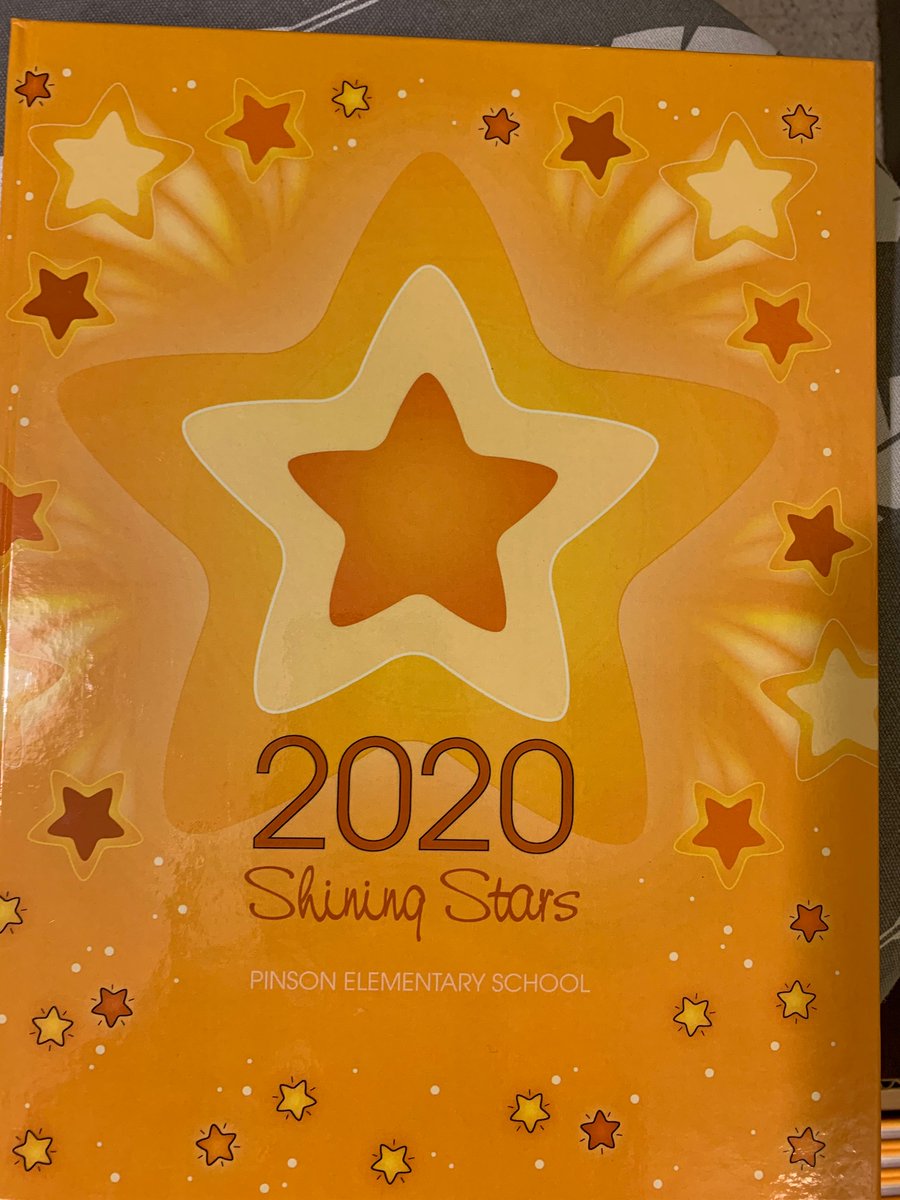 2020
Shining Stars
PINSON ELEMENTARY SCHOOL